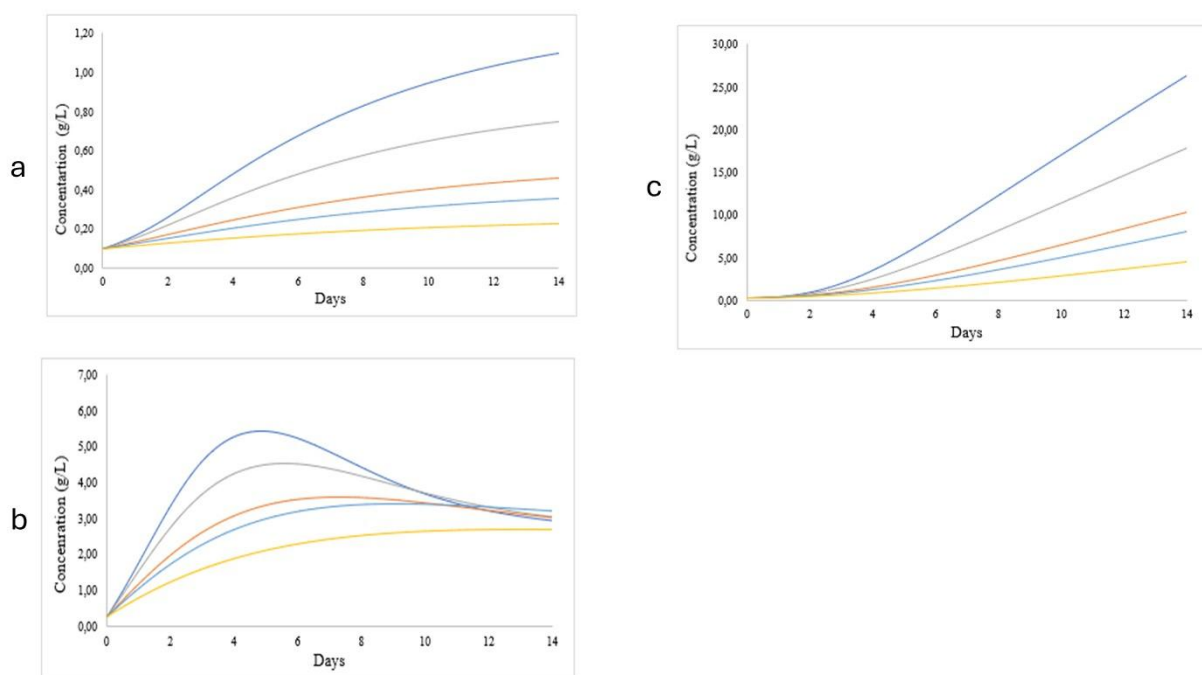 a
Concentartion (g/L)
1,20
1,00
0,80
0,60
0,40
0,20
0,00
0 2 4 6 8 10 12 14
Days
b
Concenration (g/L)
7,00
6,00
5,00
4,00
3,00
2,00
1,00
0,00
0 2 4 6 8 10 12 14
Days
c
Concentration (g/L)
30,00
25,00
20,00
15,00
10,00
5,00
0,00
0 2 4 6 8 10 12 14
Days